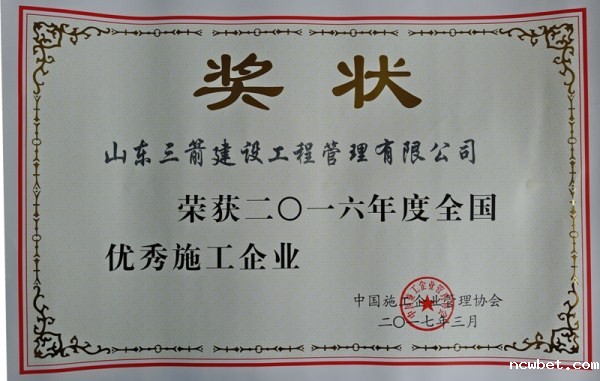 奖状
山东三箭建设工程管理有限公司
荣获二〇一六年度全国
优秀施工企业
中国施工企业管理协会
二〇一七年三月
ncwbet.com